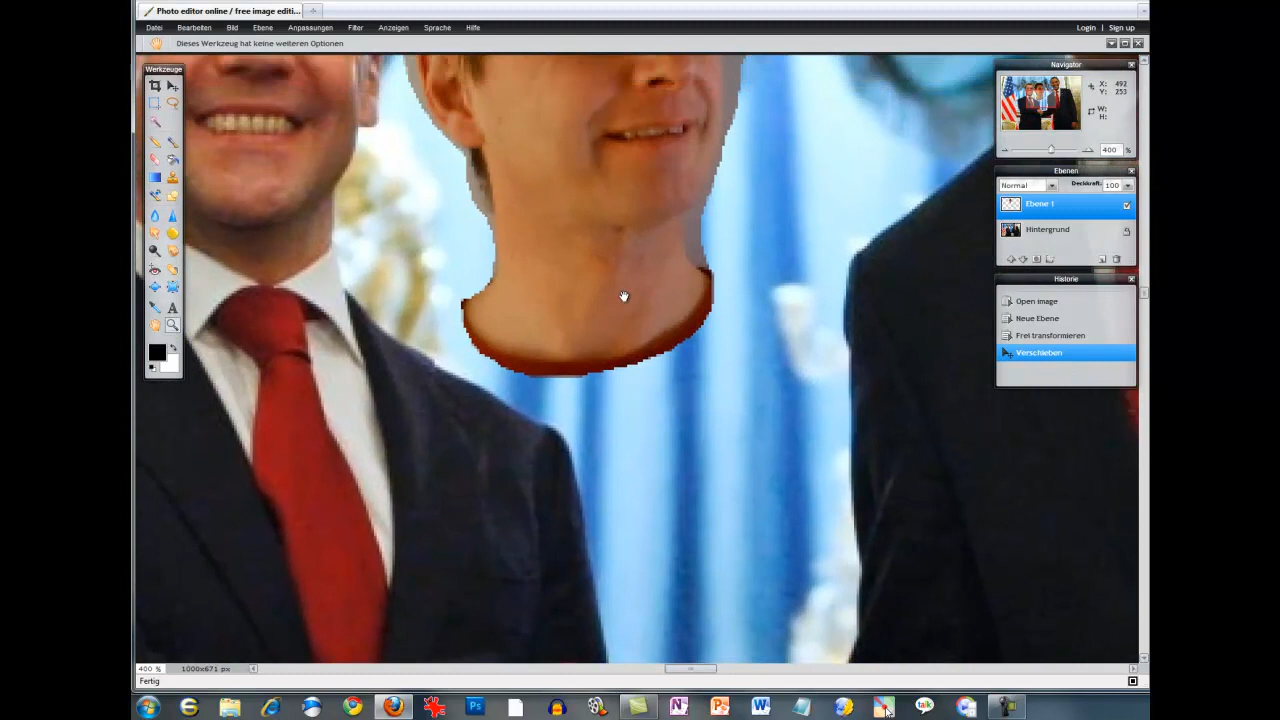 Photo editor online / free image editi...
Datei Bearbeiten Bild Ebene Anpassungen Filter Anzeigen Sprache Hilfe Login | Sign up
Dieses Werkzeug hat keine weiteren Optionen
Werkzeuge
Navigator
X: 492
Y: 253
W:
H:
400 %
Ebenen
Normal Deckkraft: 100
Ebene 1
Hintergrund
Historie
Open image
Neue Ebene
Frei transformieren
Verschieben
400 % 1000x671 px
Fertig
Ps N P W talk